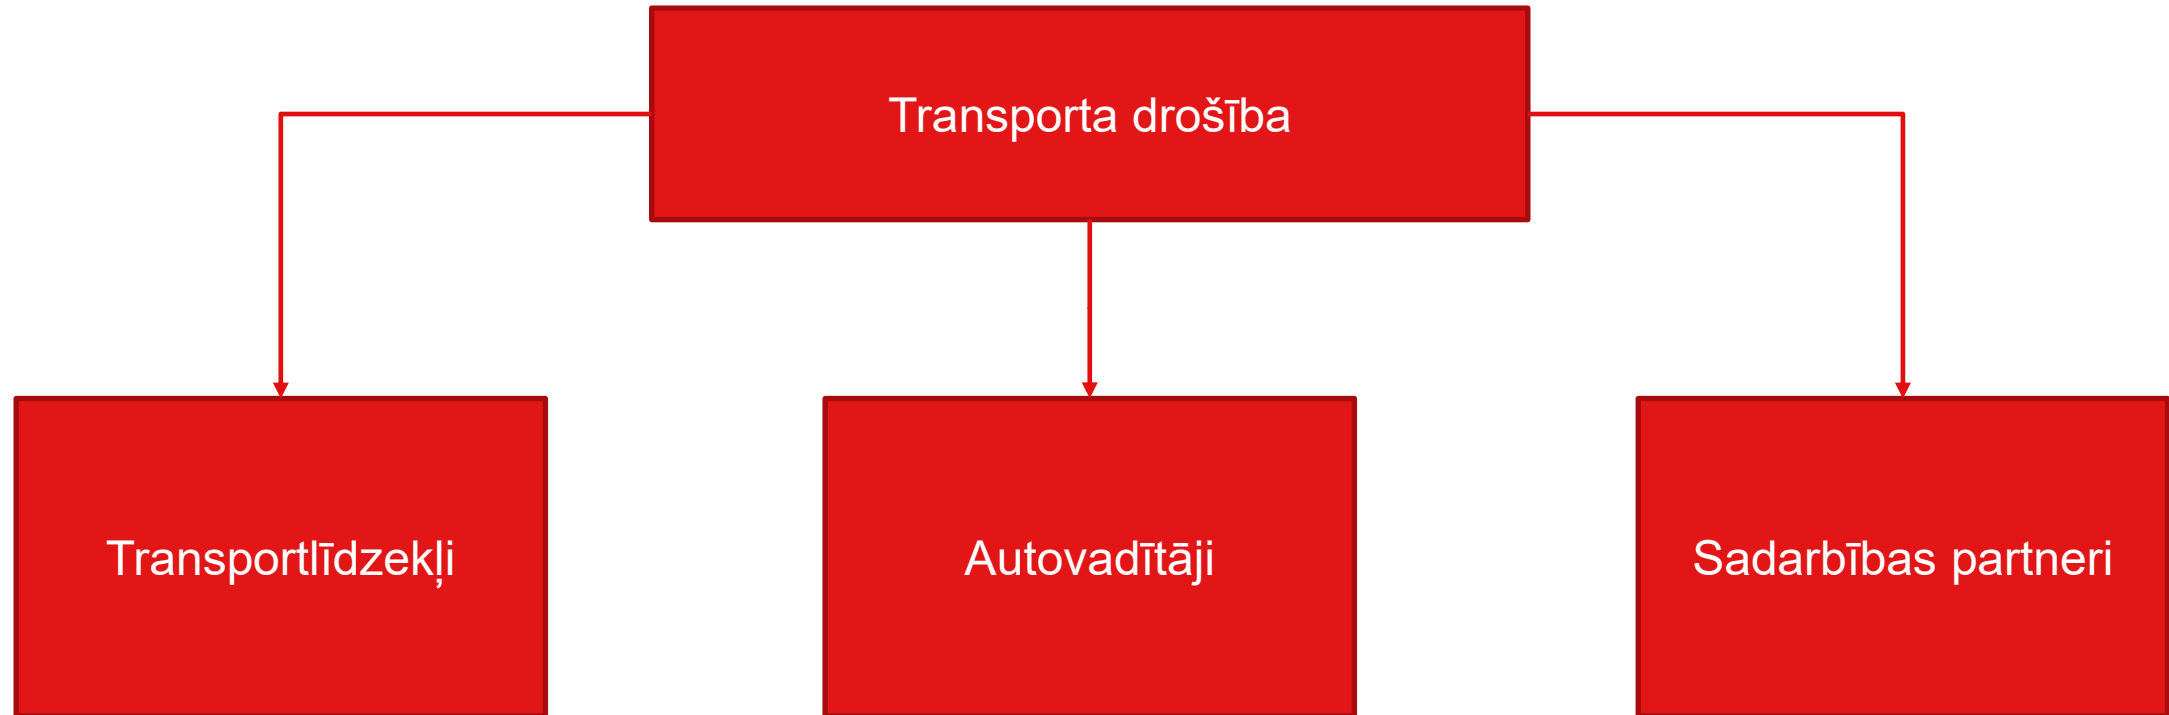 Transporta drošība
Transportlīdzekļi
Autovadītāji
Sadarbības partneri